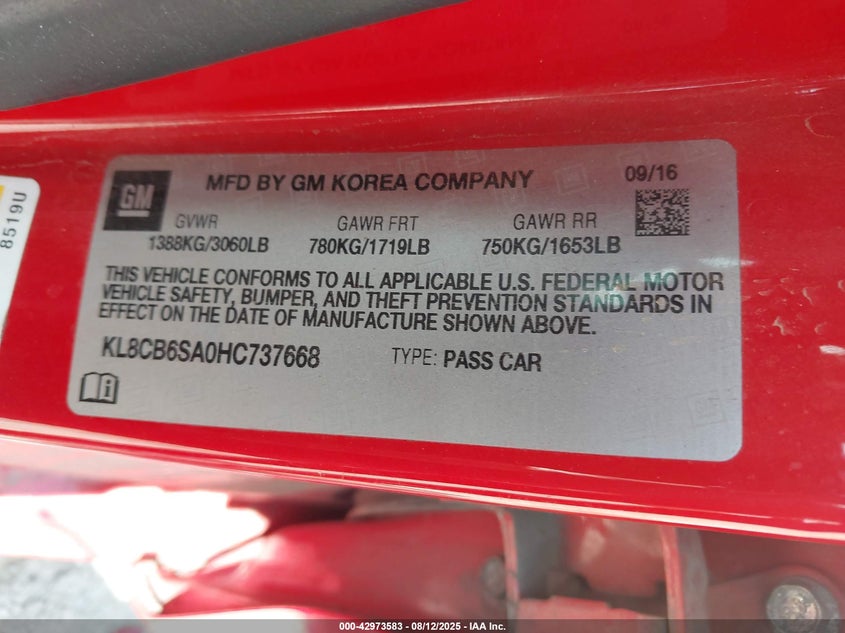 MFD BY GM KOREA COMPANY
09/16
GM
GVWR
GAWR FRT
GAWR RR
1388KG/3060LB
780KG/1719LB
750KG/1653LB
THIS VEHICLE CONFORMS TO ALL APPLICABLE U.S. FEDERAL MOTOR
VEHICLE SAFETY, BUMPER, AND THEFT PREVENTION STANDARDS IN
EFFECT ON THE DATE OF MANUFACTURE SHOWN ABOVE.
KL8CB6SA0HC737668
TYPE: PASS CAR
8519U
000-42973583 - 08/12/2025 - IAA Inc.